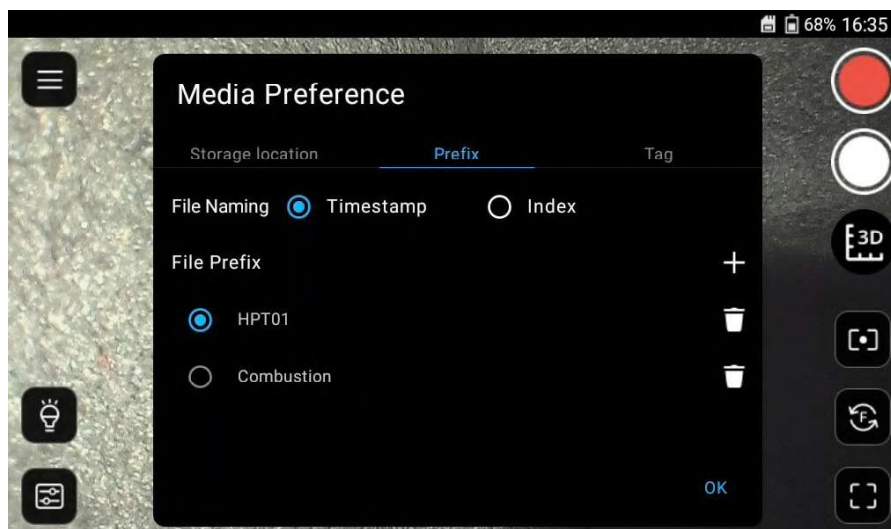 68% 16:35
Media Preference
Storage location Prefix Tag
File Naming Timestamp Index
3D
File Prefix
HPT01
Combustion
F
OK